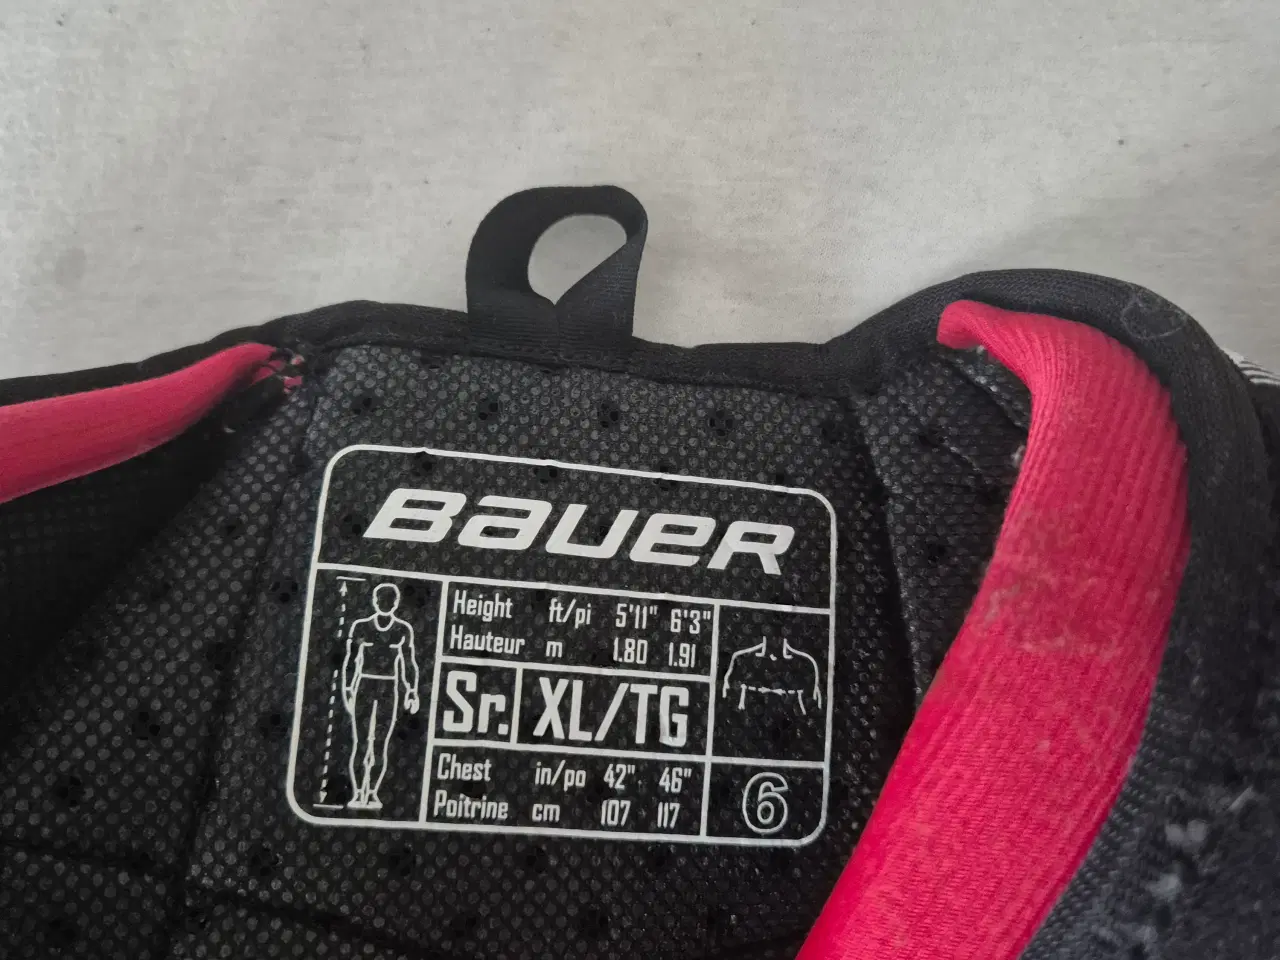 BAUER
Height ft/pi 5'11" 6'3"
Hauteur m 1.80 1.91
Sr. XL/TG
Chest in/po 42" 46"
Poitrine cm 107 117
6